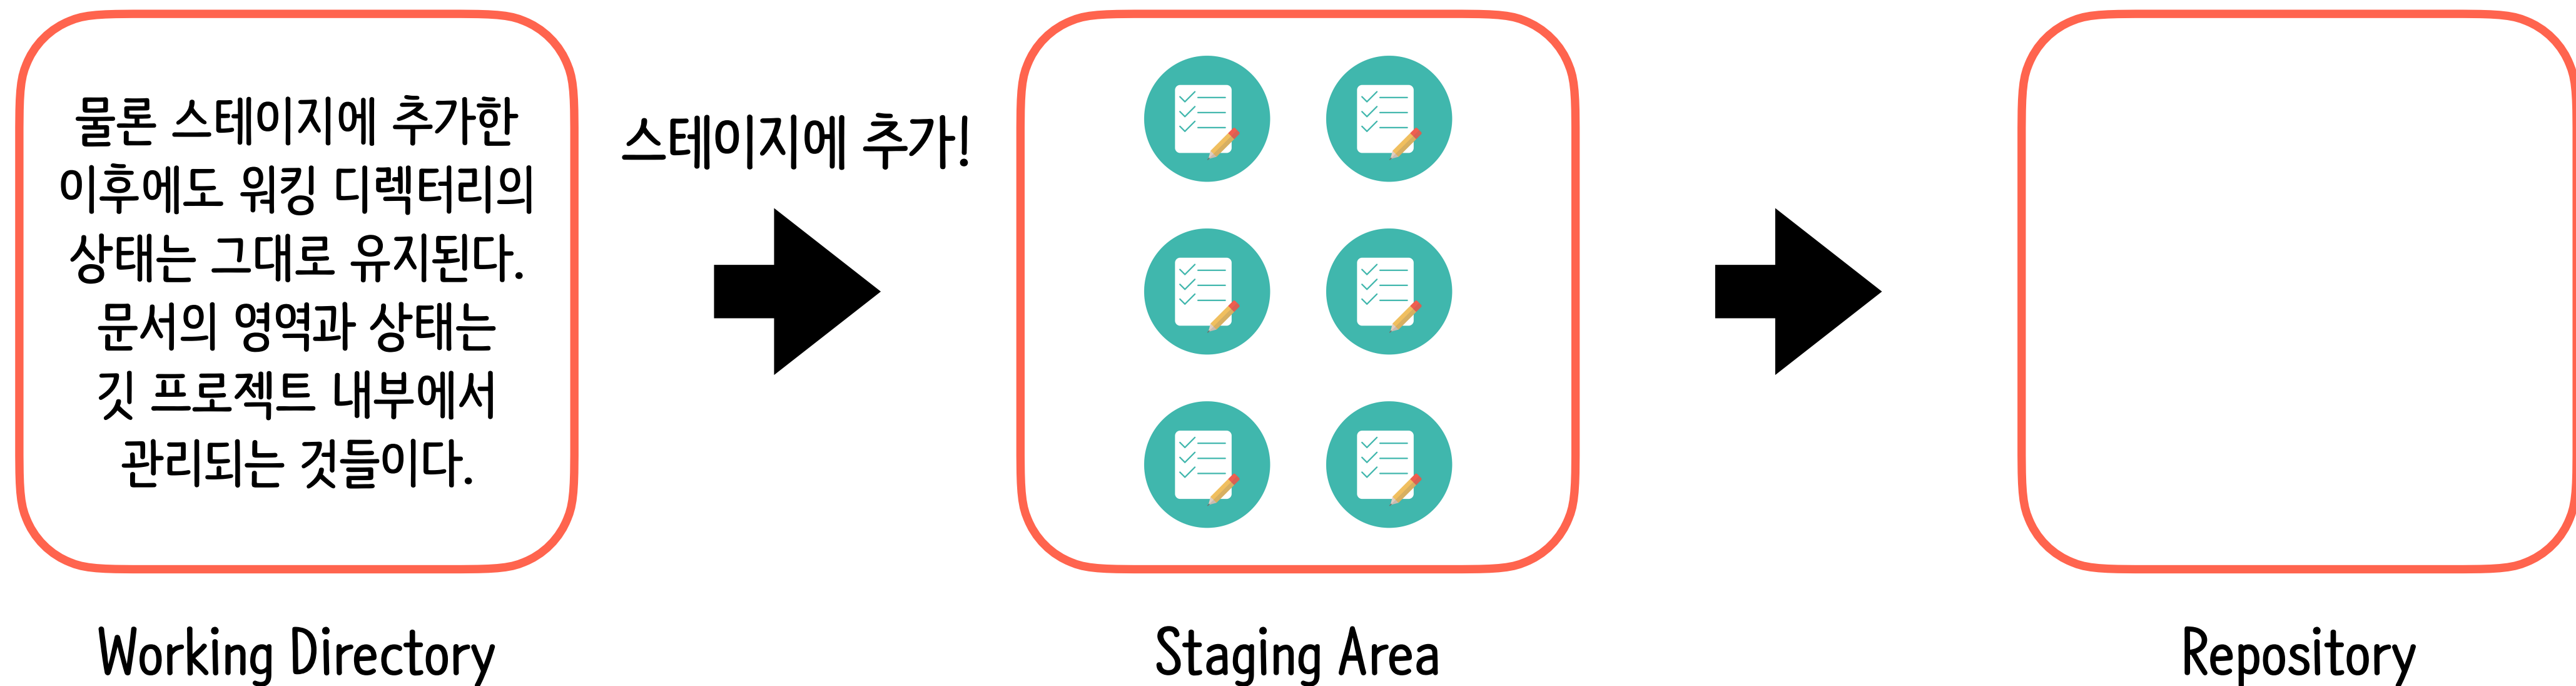 물론 스테이지에 추가한
이후에도 워킹 디렉터리의
상태는 그대로 유지된다.
문서의 영역과 상태는
깃 프로젝트 내부에서
관리되는 것들이다.
스테이지에 추가!
Working Directory
Staging Area
Repository